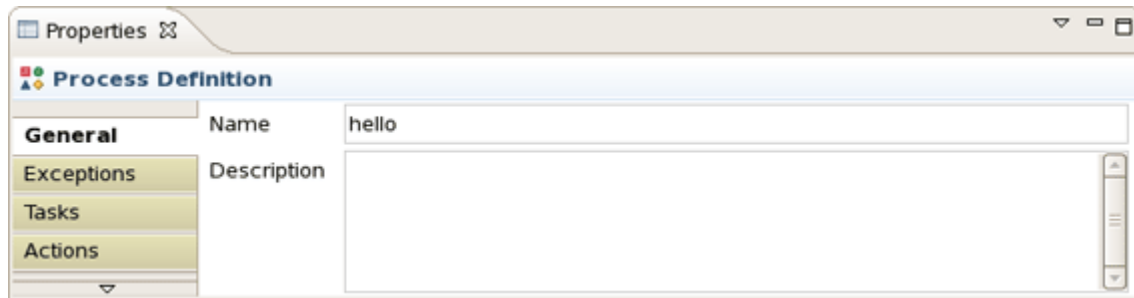 Properties
Process Definition
General
Name
hello
Exceptions
Description
Tasks
Actions